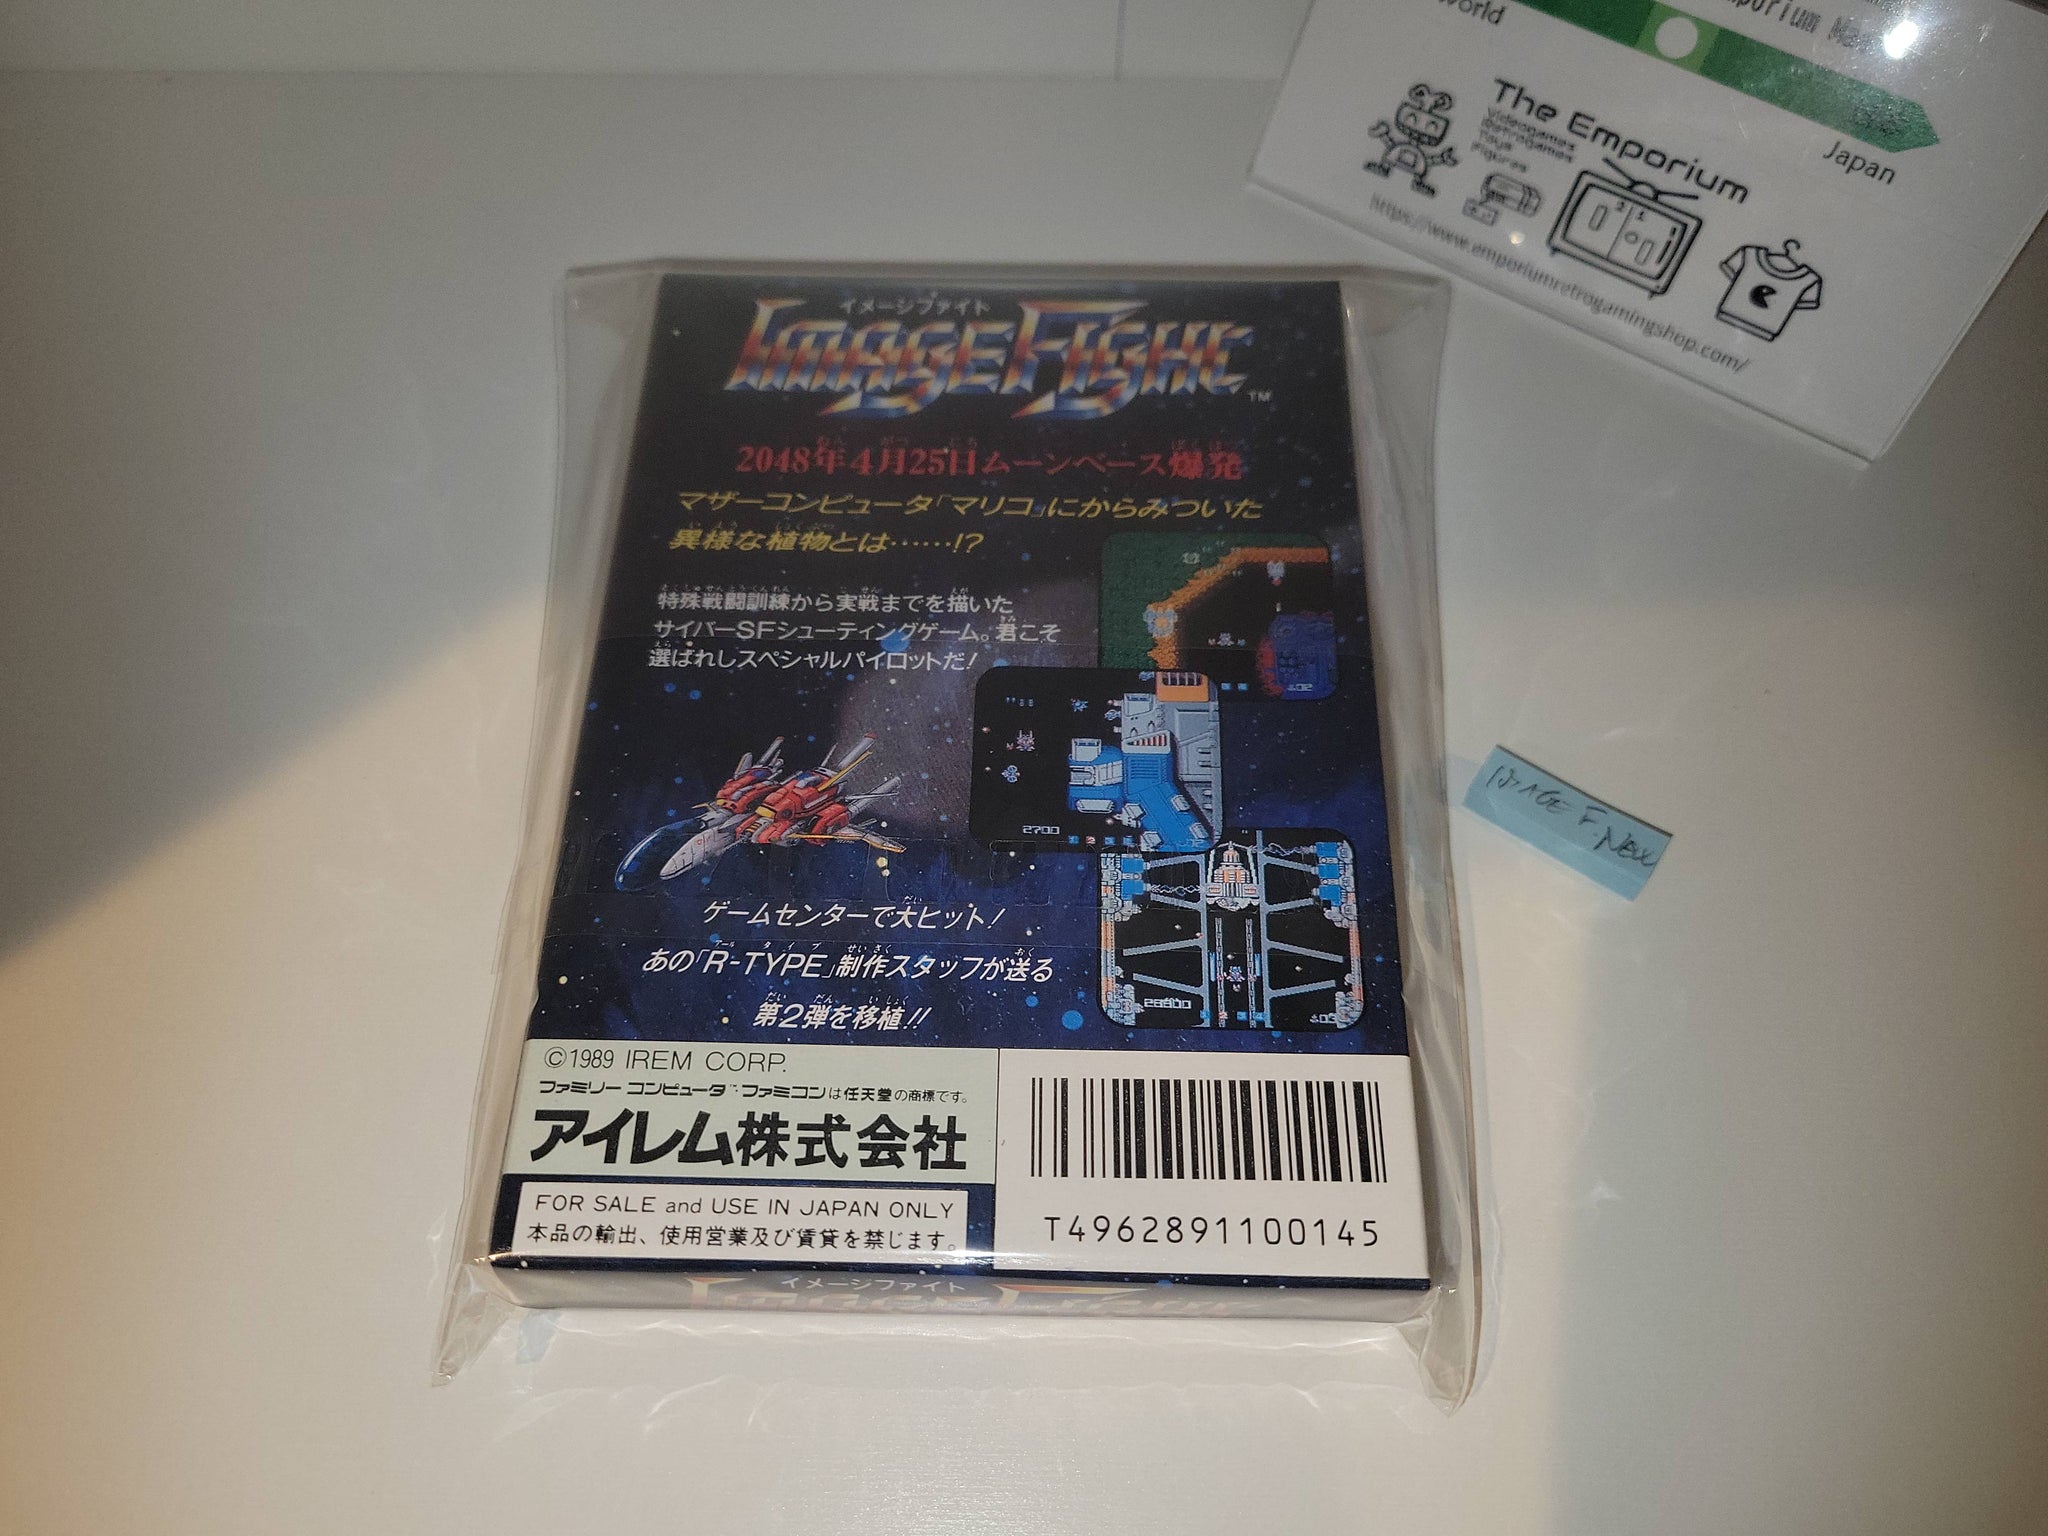 world
Japan
The Emporium
Videogames
Retrogames
Toys
Figures
https://www.emporiumretrogamingshop.com/
イメージファイト
IMAGE FIGHT
TM
2048年4月25日ムーンベース爆発
マザーコンピュータ「マリコ」にからみついた
異様な植物とは……!?
特殊戦闘訓練から実戦までを描いた
サイバーSFシューティングゲーム。君こそ
選ばれしスペシャルパイロットだ!
2700
28900
ゲームセンターで大ヒット!
あの「R-TYPE」制作スタッフが送る
第2弾を移植!!
IMAGE F. NEW
©1989 IREM CORP.
ファミリーコンピュータ™・ファミコンは任天堂の商標です。
アイレム株式会社
FOR SALE and USE IN JAPAN ONLY
本品の輸出、使用営業及び賃貸を禁じます。
T4962891100145
イメージファイト
IMAGE FIGHT